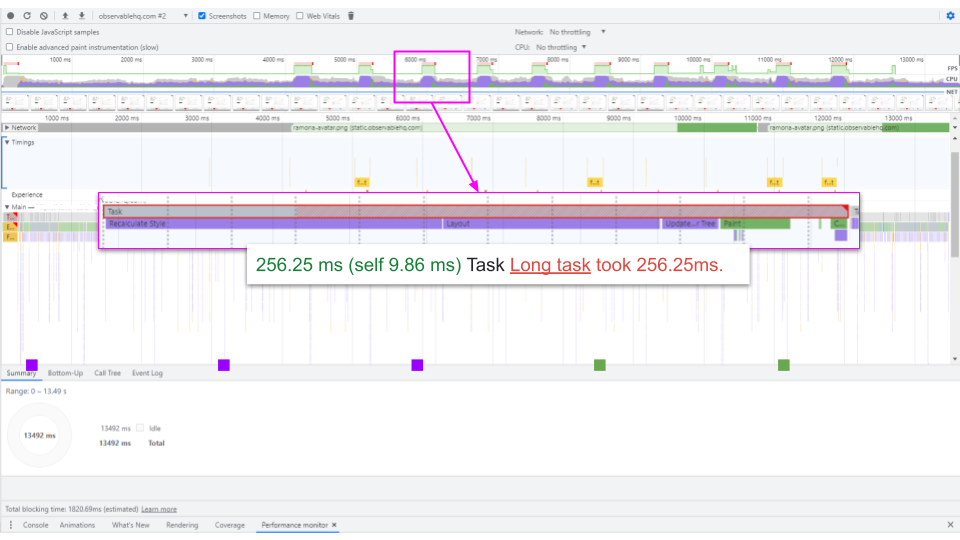 observablehq.com #2 Screenshots Memory Web Vitals
Disable JavaScript samples Network: No throttling
Enable advanced paint instrumentation (slow) CPU: No throttling
1000 ms 2000 ms 3000 ms 4000 ms 5000 ms 6000 ms 7000 ms 8000 ms 9000 ms 10000 ms 11000 ms 12000 ms 13000 ms
FPS
CPU
NET
1000 ms 2000 ms 3000 ms 4000 ms 5000 ms 6000 ms 7000 ms 8000 ms 9000 ms 10000 ms 11000 ms 12000 ms 13000 ms
Network ramona-avatar.png (static.observablehq.com) ramona-avatar.png (static.observablehq.com)
Timings
f...t f...t f...t f...t
Experience
Main —
T...
E...
F...
Task
Recalculate Style Layout Update...r Tree Paint C...
256.25 ms (self 9.86 ms) Task Long task took 256.25ms.
Summary Bottom-Up Call Tree Event Log
Range: 0 – 13.49 s
13492 ms Idle
13492 ms
13492 ms Total
Total blocking time: 1820.69ms (estimated) Learn more
Console Animations What's New Rendering Coverage Performance monitor